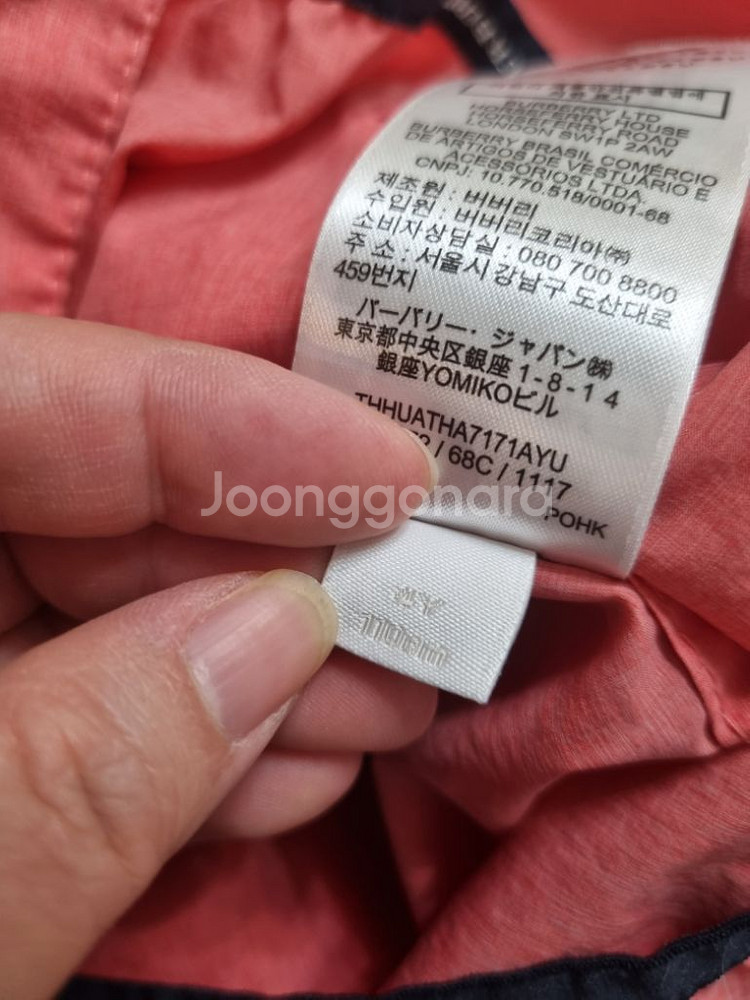 BURBERRY LTD
HORSEFERRY HOUSE
HORSEFERRY ROAD
LONDON SW1P 2AW
BURBERRY BRASIL COMÉRCIO
DE ARTIGOS DE VESTUÁRIO E
ACESSÓRIOS LTDA.
CNPJ: 10.770.518/0001-68
제조원 : 버버리
수입원 : 버버리코리아㈜
소비자상담실 : 080 700 8800
주 소 : 서울시 강남구 도산대로
459번지
バーバリー・ジャパン㈱
東京都中央区銀座 1-8-14
銀座YOMIKOビル
THHUATHA7171AYU
/ 68C / 1117
POHK
Joonggonara
4Y